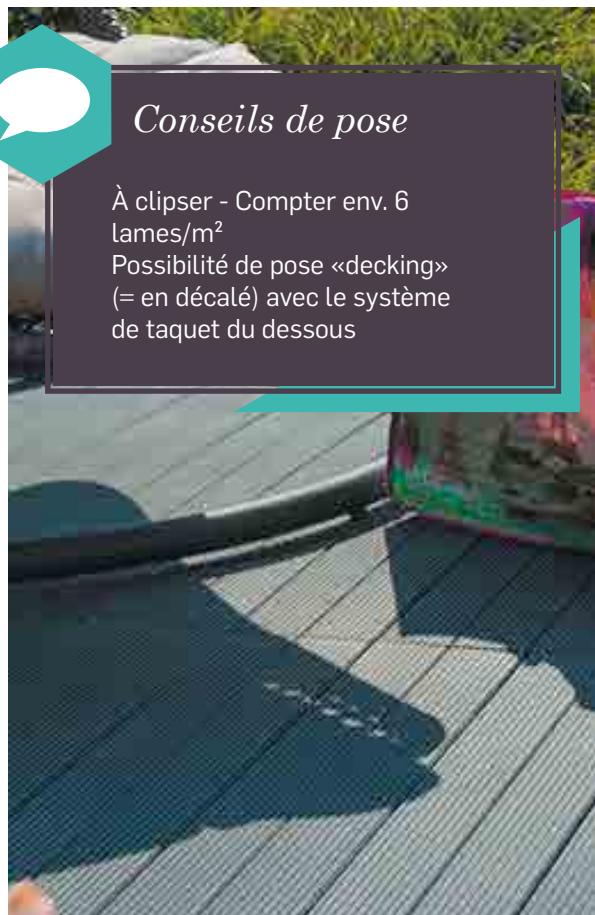 Conseils de pose
À clipser - Compter env. 6
lames/m²
Possibilité de pose «decking»
(= en décalé) avec le système
de taquet du dessous